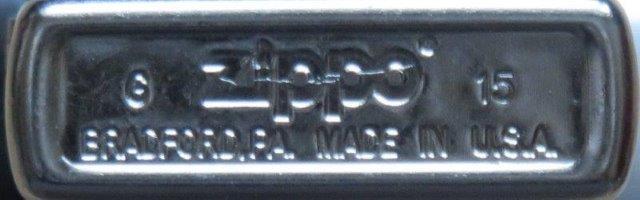 G Zippo® 15
BRADFORD, PA. MADE IN U.S.A.